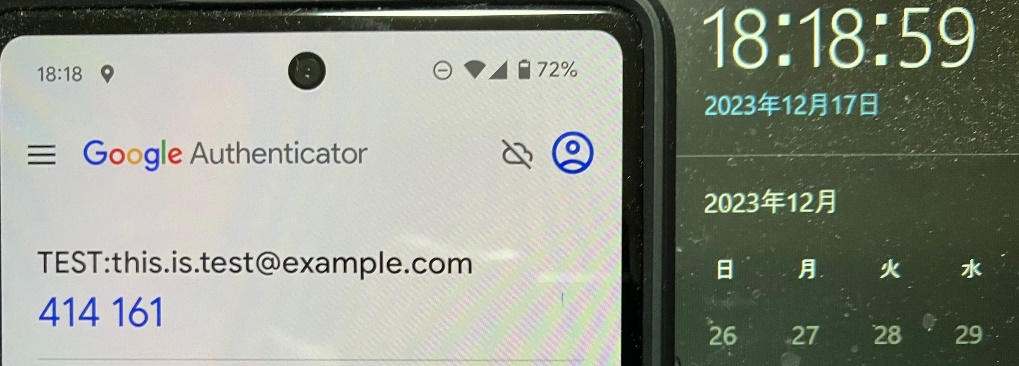 18:18 72%
Google Authenticator
TEST:this.is.test@example.com
414 161
18:18:59
2023年12月17日
2023年12月
日 月 火 水
26 27 28 29